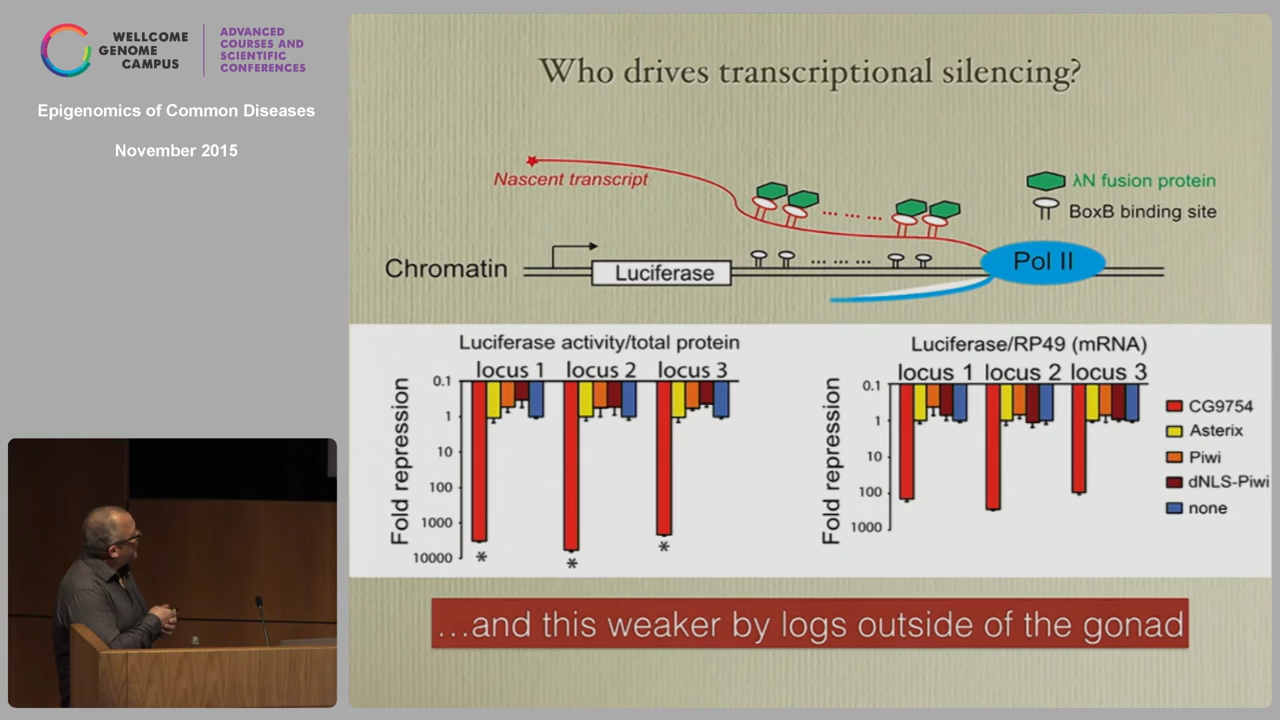 WELLCOME
GENOME
CAMPUS
ADVANCED
COURSES AND
SCIENTIFIC
CONFERENCES
Epigenomics of Common Diseases
November 2015
Who drives transcriptional silencing?
Nascent transcript
λN fusion protein
BoxB binding site
Chromatin
Luciferase
Pol II
Luciferase activity/total protein
locus 1 locus 2 locus 3
Fold repression
0.1
1
10
100
1000
10000
* * *
Luciferase/RP49 (mRNA)
locus 1 locus 2 locus 3
Fold repression
0.1
1
10
100
1000
CG9754
Asterix
Piwi
dNLS-Piwi
none
...and this weaker by logs outside of the gonad